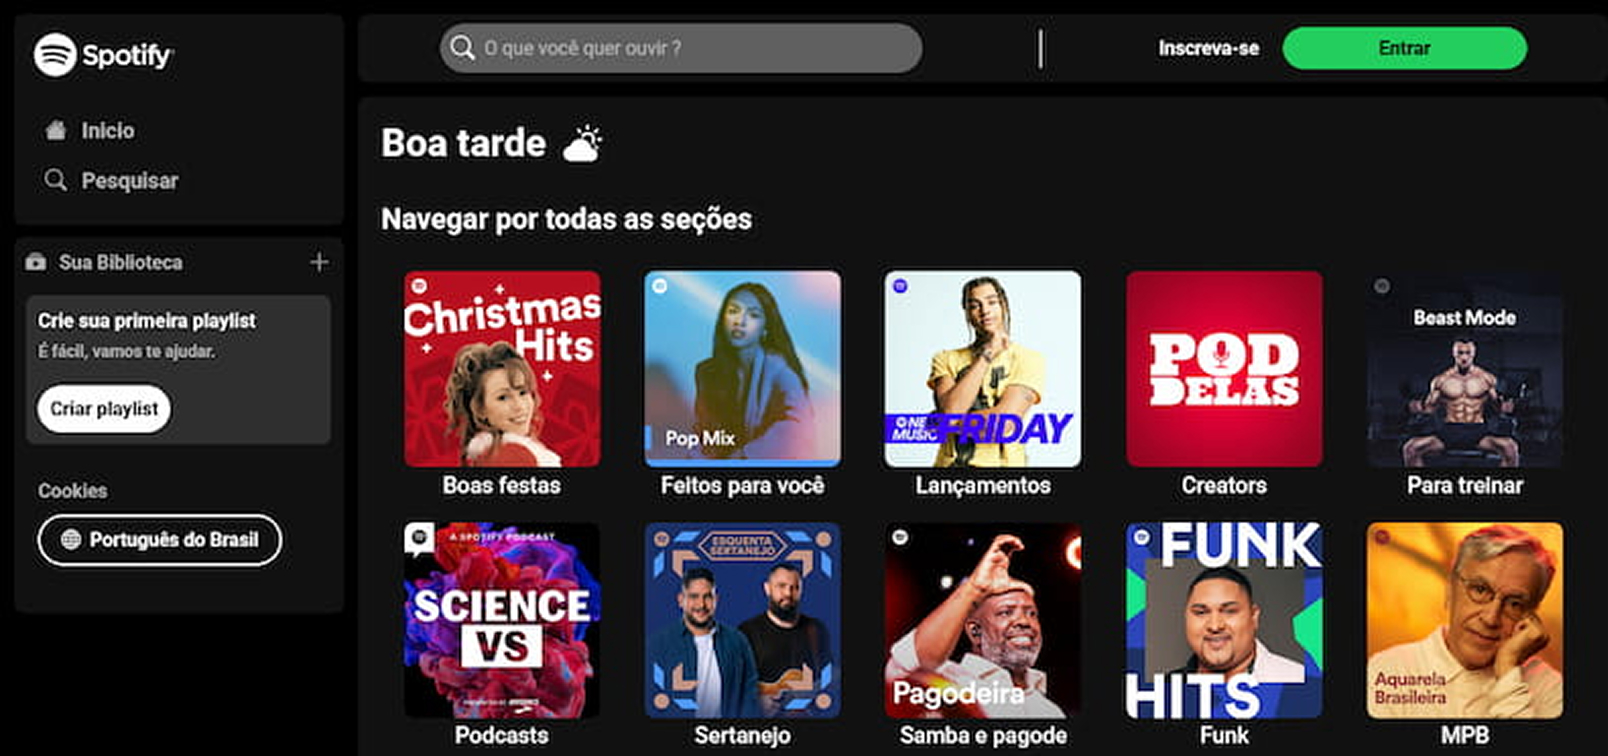 Spotify
Inicio
Pesquisar
Sua Biblioteca
Crie sua primeira playlist
É fácil, vamos te ajudar.
Criar playlist
Cookies
Português do Brasil
O que você quer ouvir ?
Inscreva-se
Entrar
Boa tarde
Navegar por todas as seções
Christmas
Hits
Boas festas
Pop Mix
Feitos para você
NEW
MUSIC FRIDAY
Lançamentos
POD
DELAS
Creators
Beast Mode
Para treinar
A SPOTIFY PODCAST
SCIENCE
VS
Podcasts
ESQUENTA
SERTANEJO
Sertanejo
Pagodeira
Samba e pagode
FUNK
HITS
Funk
Aquarela
Brasileira
MPB